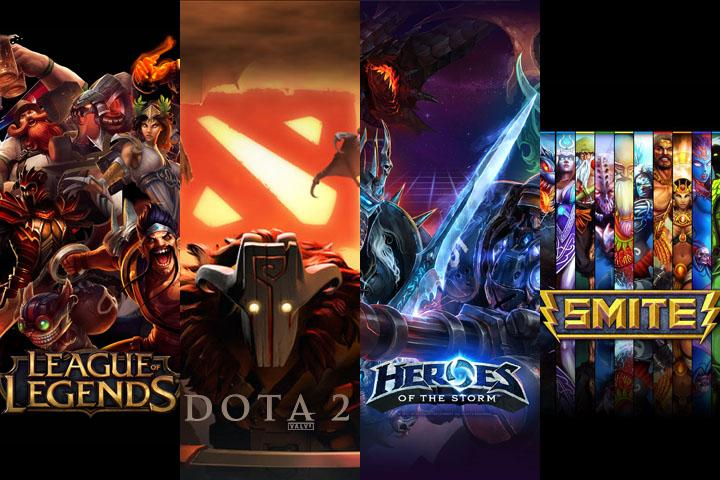 LEAGUE OF
LEGENDS
DOTA 2
VALVE
HEROES
OF THE STORM
SMITE